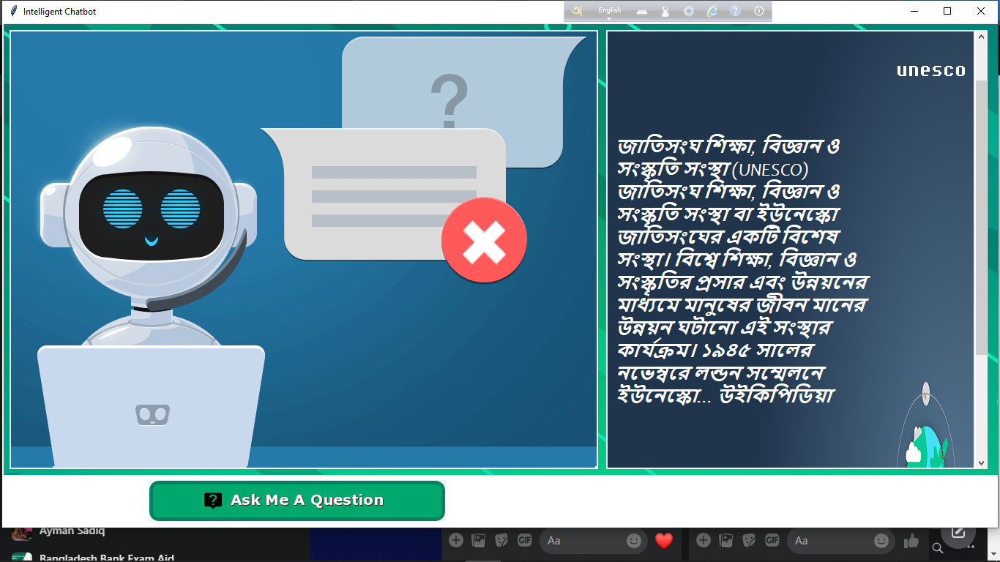 Intelligent Chatbot
অ English
?
unesco
জাতিসংঘ শিক্ষা, বিজ্ঞান ও
সংস্কৃতি সংস্থা (UNESCO)
জাতিসংঘ শিক্ষা, বিজ্ঞান ও
সংস্কৃতি সংস্থা বা ইউনেস্কো
জাতিসংঘের একটি বিশেষ
সংস্থা। বিশ্বে শিক্ষা, বিজ্ঞান ও
সংস্কৃতির প্রসার এবং উন্নয়নের
মাধ্যমে মানুষের জীবন মানের
উন্নয়ন ঘটানো এই সংস্থার
কার্যক্রম। ১৯৪৫ সালের
নভেম্বরে লন্ডন সম্মেলনে
ইউনেস্কো... উইকিপিডিয়া
? Ask Me A Question
Ayman Sadiq
GIF Aa
GIF Aa
Bangladesh Bank Exam Aid